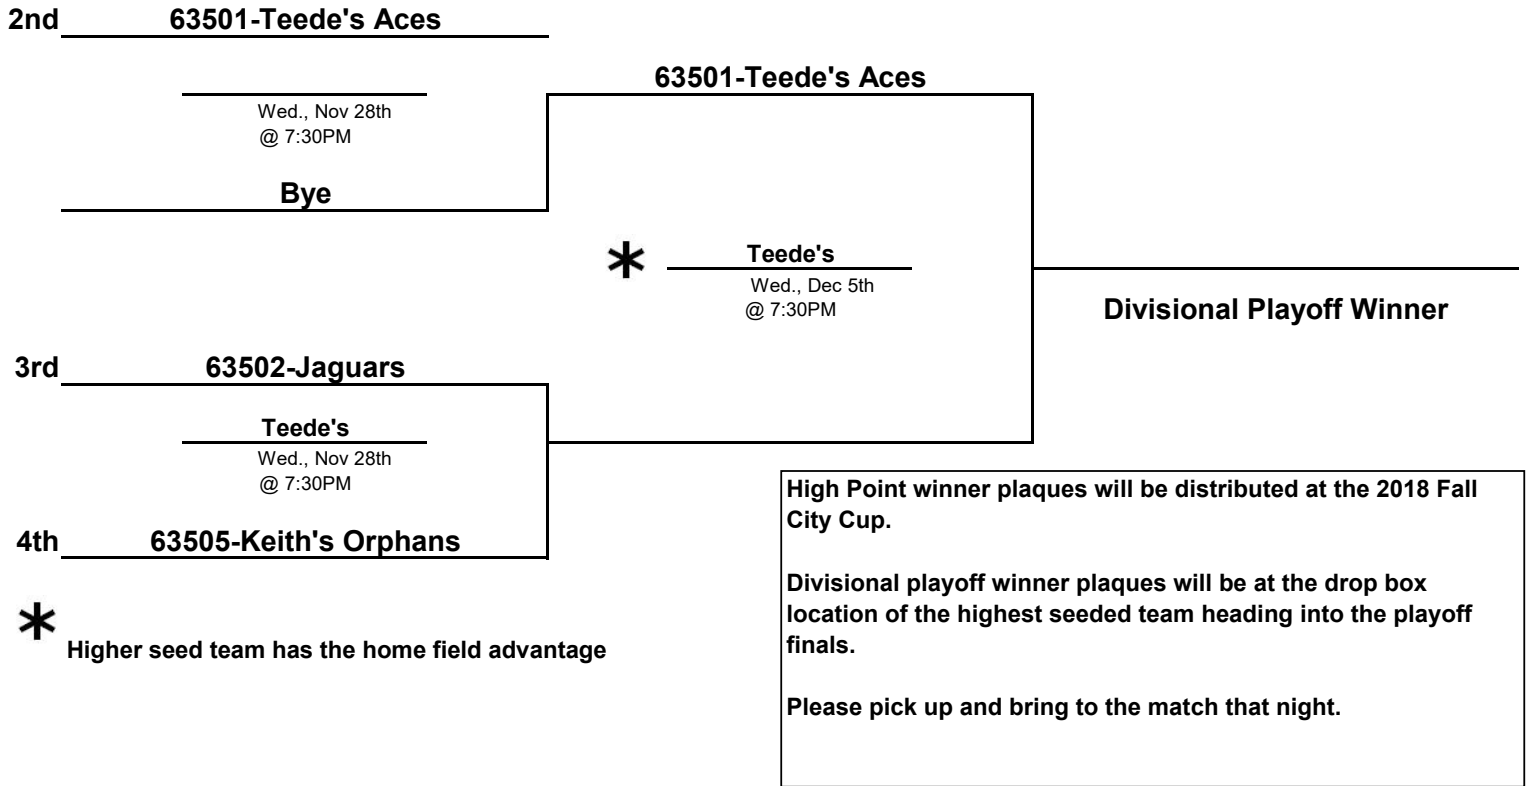 2nd 63501-Teede's Aces
63501-Teede's Aces
Wed., Nov 28th
@ 7:30PM
Bye
* Teede's
Wed., Dec 5th
@ 7:30PM
Divisional Playoff Winner
3rd 63502-Jaguars
Teede's
Wed., Nov 28th
@ 7:30PM
4th 63505-Keith's Orphans
*
Higher seed team has the home field advantage
High Point winner plaques will be distributed at the 2018 Fall
City Cup.
Divisional playoff winner plaques will be at the drop box
location of the highest seeded team heading into the playoff
finals.
Please pick up and bring to the match that night.